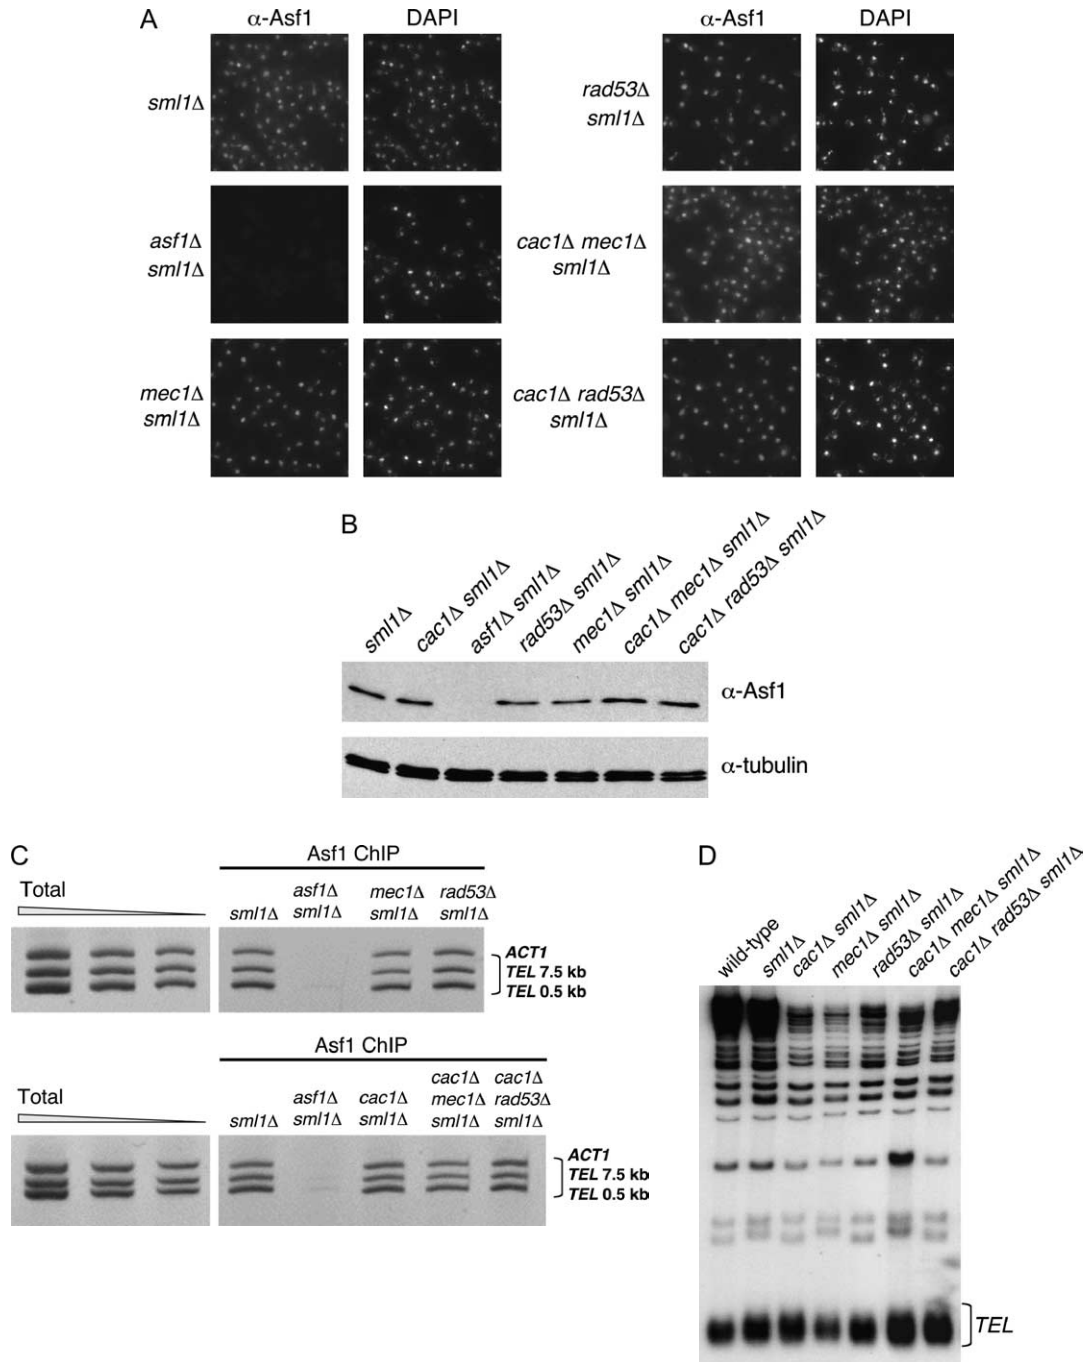 A
α-Asf1 DAPI
α-Asf1 DAPI
sml1Δ
rad53Δ
sml1Δ
asf1Δ
sml1Δ
cac1Δ mec1Δ
sml1Δ
mec1Δ
sml1Δ
cac1Δ rad53Δ
sml1Δ
B
sml1Δ
cac1Δ sml1Δ
asf1Δ sml1Δ
rad53Δ sml1Δ
mec1Δ sml1Δ
cac1Δ mec1Δ sml1Δ
cac1Δ rad53Δ sml1Δ
α-Asf1
α-tubulin
C
Asf1 ChIP
Total
sml1Δ
asf1Δ
sml1Δ
mec1Δ
sml1Δ
rad53Δ
sml1Δ
ACT1
TEL 7.5 kb
TEL 0.5 kb
Asf1 ChIP
Total
sml1Δ
asf1Δ
sml1Δ
cac1Δ
sml1Δ
cac1Δ
mec1Δ
sml1Δ
cac1Δ
rad53Δ
sml1Δ
ACT1
TEL 7.5 kb
TEL 0.5 kb
D
wild-type
sml1Δ
cac1Δ sml1Δ
mec1Δ sml1Δ
rad53Δ sml1Δ
cac1Δ mec1Δ sml1Δ
cac1Δ rad53Δ sml1Δ
TEL